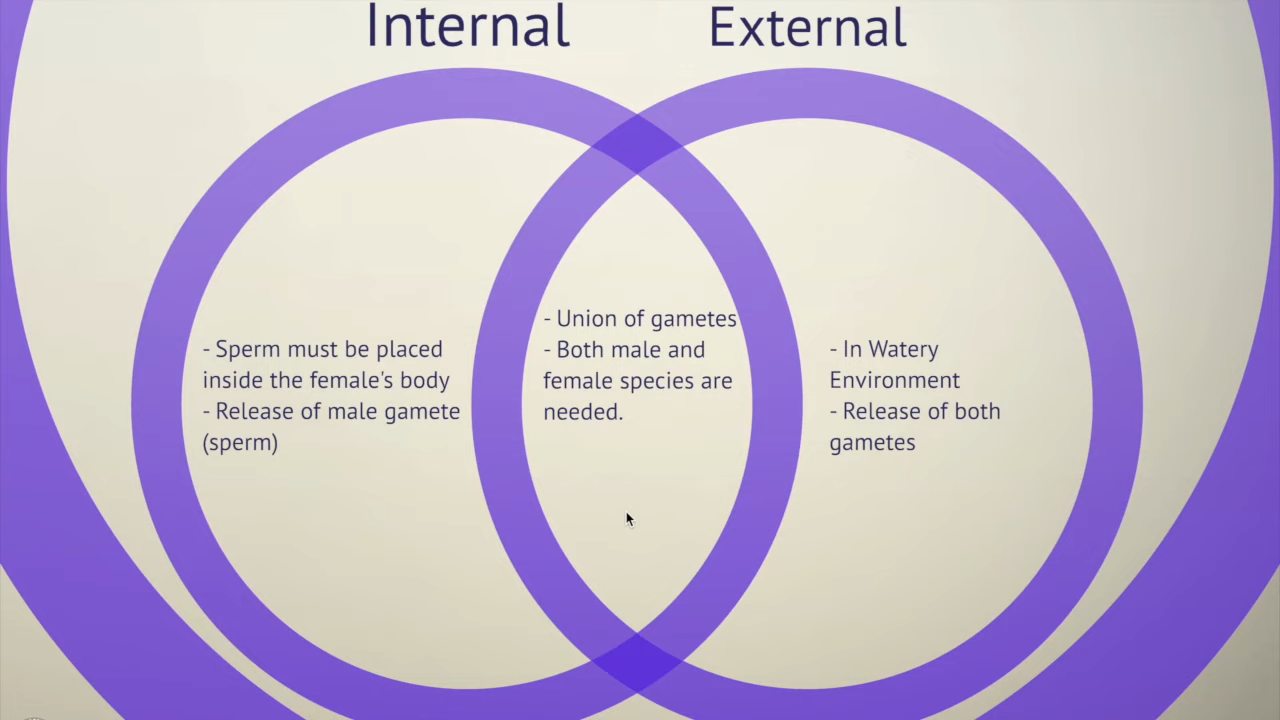 Internal
External
- Sperm must be placed
inside the female's body
- Release of male gamete
(sperm)
- Union of gametes
- Both male and
female species are
needed.
- In Watery
Environment
- Release of both
gametes